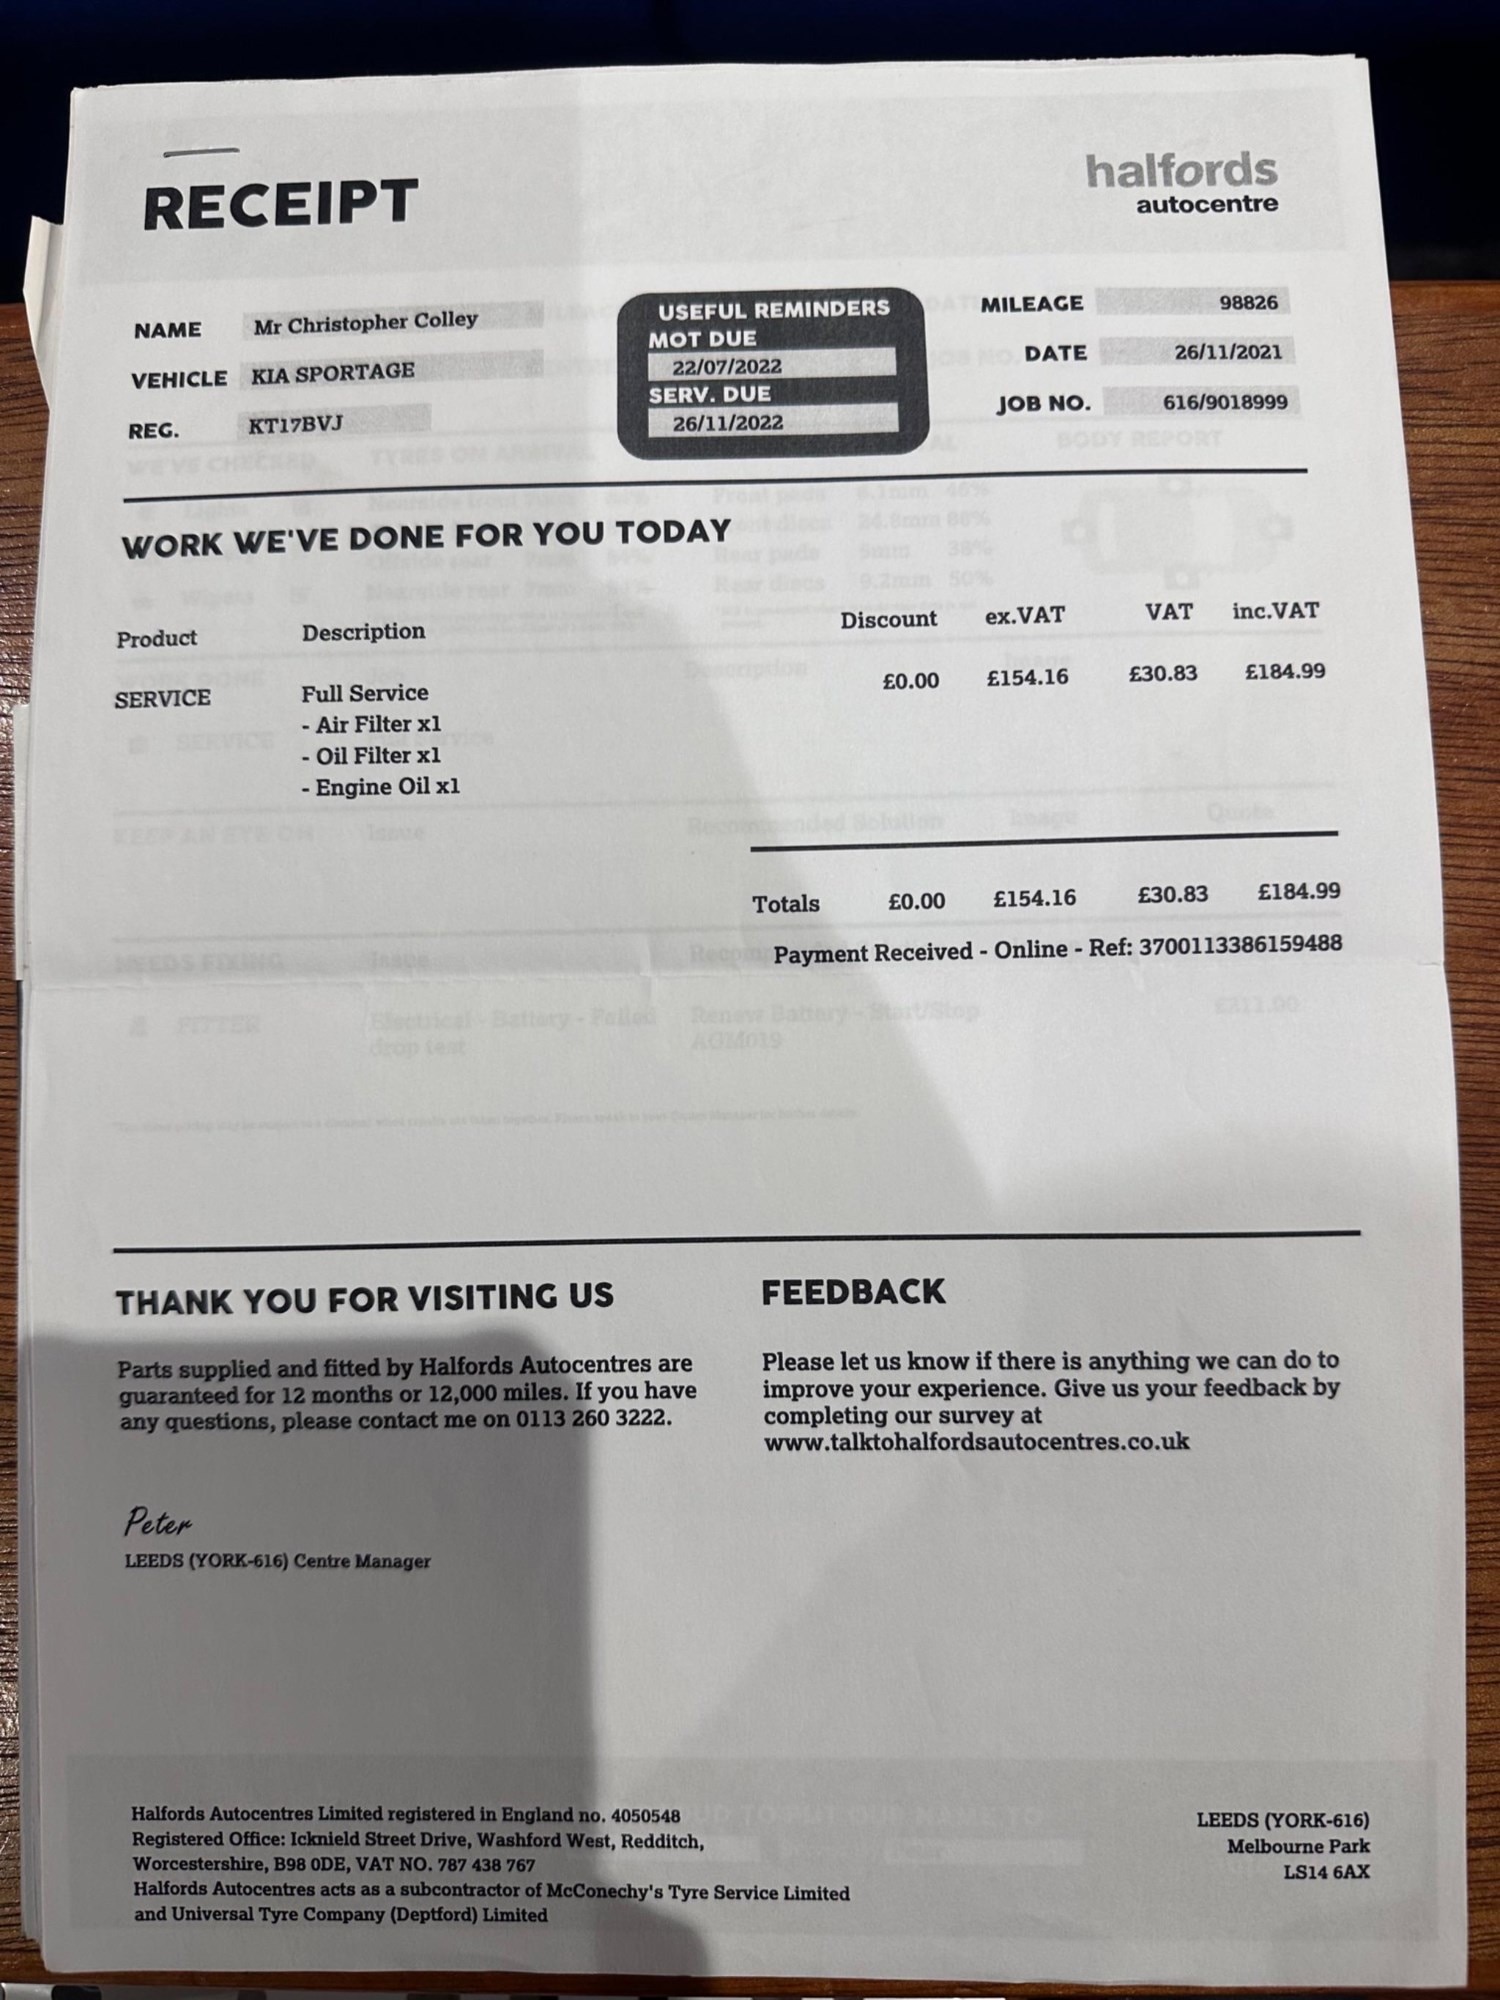 RECEIPT
halfords
autocentre
NAME Mr Christopher Colley
VEHICLE KIA SPORTAGE
REG. KT17BVJ
USEFUL REMINDERS
MOT DUE
22/07/2022
SERV. DUE
26/11/2022
MILEAGE 98826
DATE 26/11/2021
JOB NO. 616/9018999
WORK WE'VE DONE FOR YOU TODAY
Product Description Discount ex.VAT VAT inc.VAT
SERVICE Full Service £0.00 £154.16 £30.83 £184.99
- Air Filter x1
- Oil Filter x1
- Engine Oil x1
Totals £0.00 £154.16 £30.83 £184.99
Payment Received - Online - Ref: 3700113386159488
THANK YOU FOR VISITING US
Parts supplied and fitted by Halfords Autocentres are
guaranteed for 12 months or 12,000 miles. If you have
any questions, please contact me on 0113 260 3222.
Peter
LEEDS (YORK-616) Centre Manager
FEEDBACK
Please let us know if there is anything we can do to
improve your experience. Give us your feedback by
completing our survey at
www.talktohalfordsautocentres.co.uk
Halfords Autocentres Limited registered in England no. 4050548
Registered Office: Icknield Street Drive, Washford West, Redditch,
Worcestershire, B98 0DE, VAT NO. 787 438 767
Halfords Autocentres acts as a subcontractor of McConechy's Tyre Service Limited
and Universal Tyre Company (Deptford) Limited
LEEDS (YORK-616)
Melbourne Park
LS14 6AX